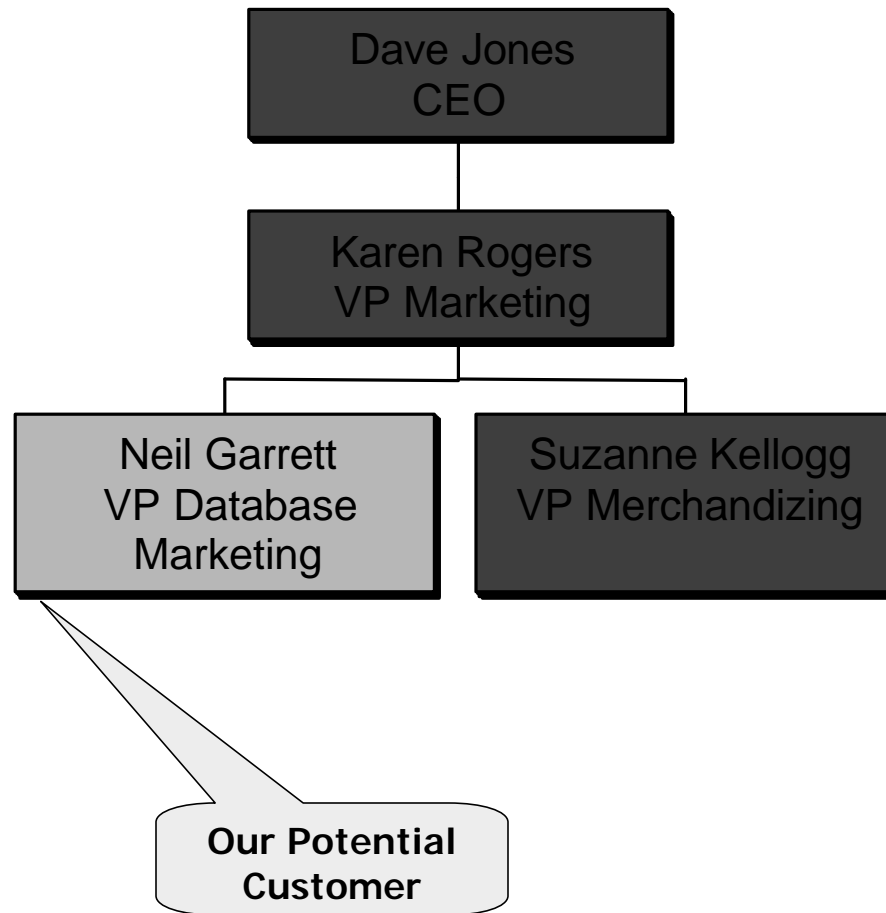 Dave Jones
CEO
Karen Rogers
VP Marketing
Neil Garrett
VP Database
Marketing
Suzanne Kellogg
VP Merchandizing
Our Potential
Customer